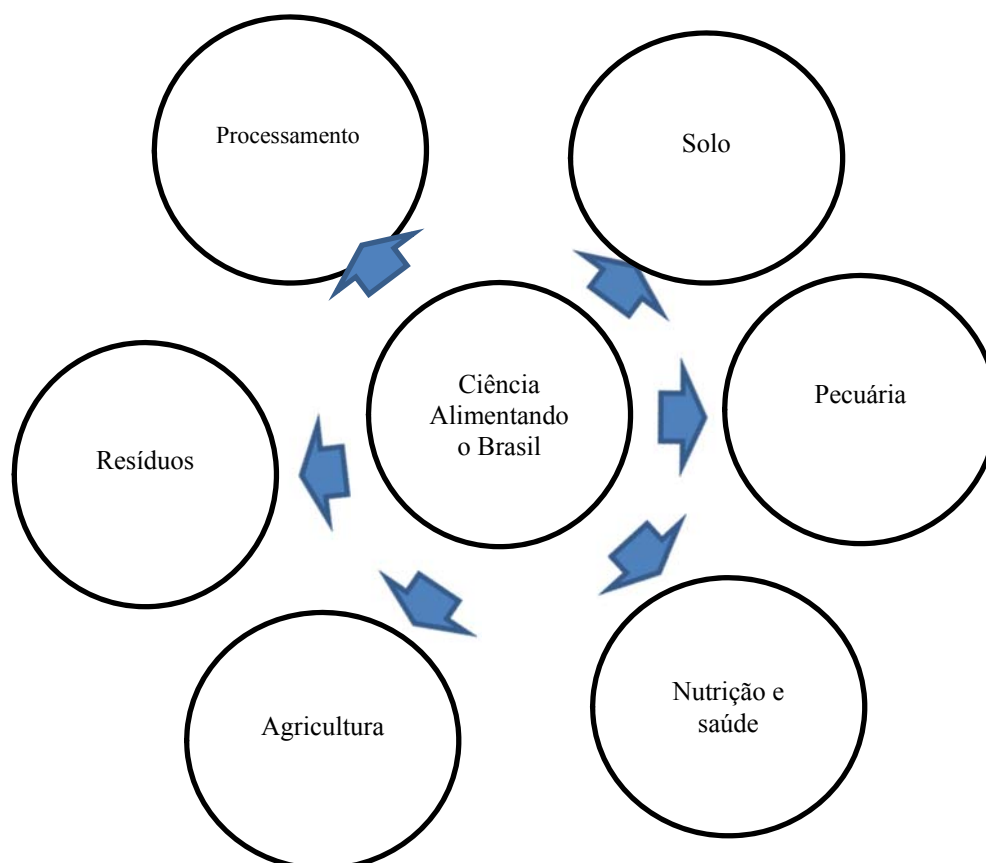 Processamento
Solo
Ciência
Alimentando
o Brasil
Pecuária
Resíduos
Nutrição e
saúde
Agricultura